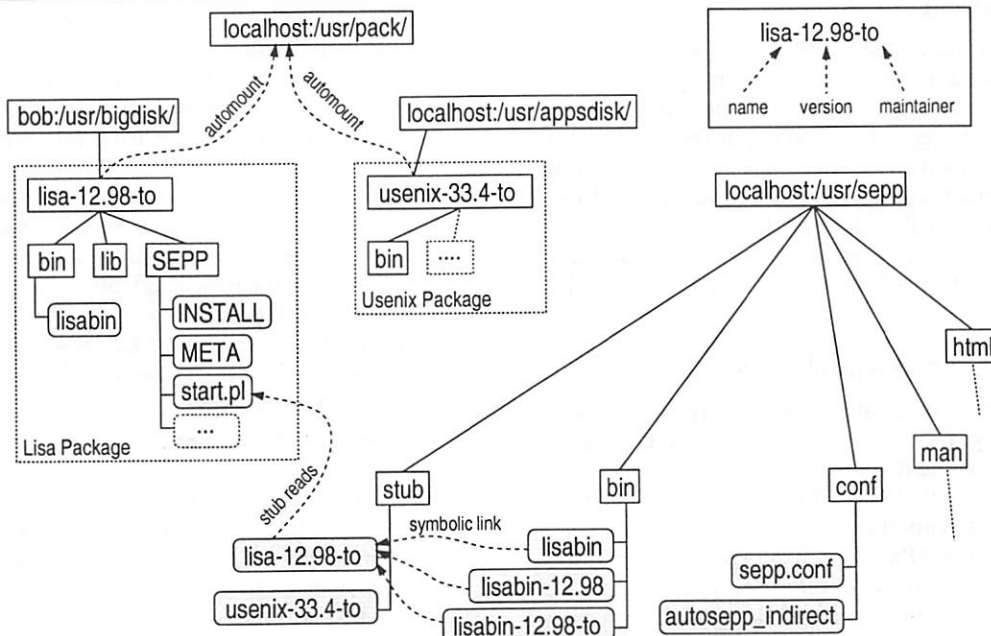 localhost:/usr/pack/
lisa-12.98-to
name version maintainer
automount
automount
bob:/usr/bigdisk/
localhost:/usr/appsdisk/
lisa-12.98-to
bin
lib
SEPP
lisabin
INSTALL
META
start.pl
...
Lisa Package
usenix-33.4-to
bin
....
Usenix Package
localhost:/usr/sepp
html
man
stub
bin
conf
stub reads
symbolic link
lisa-12.98-to
usenix-33.4-to
lisabin
lisabin-12.98
lisabin-12.98-to
sepp.conf
autosepp_indirect